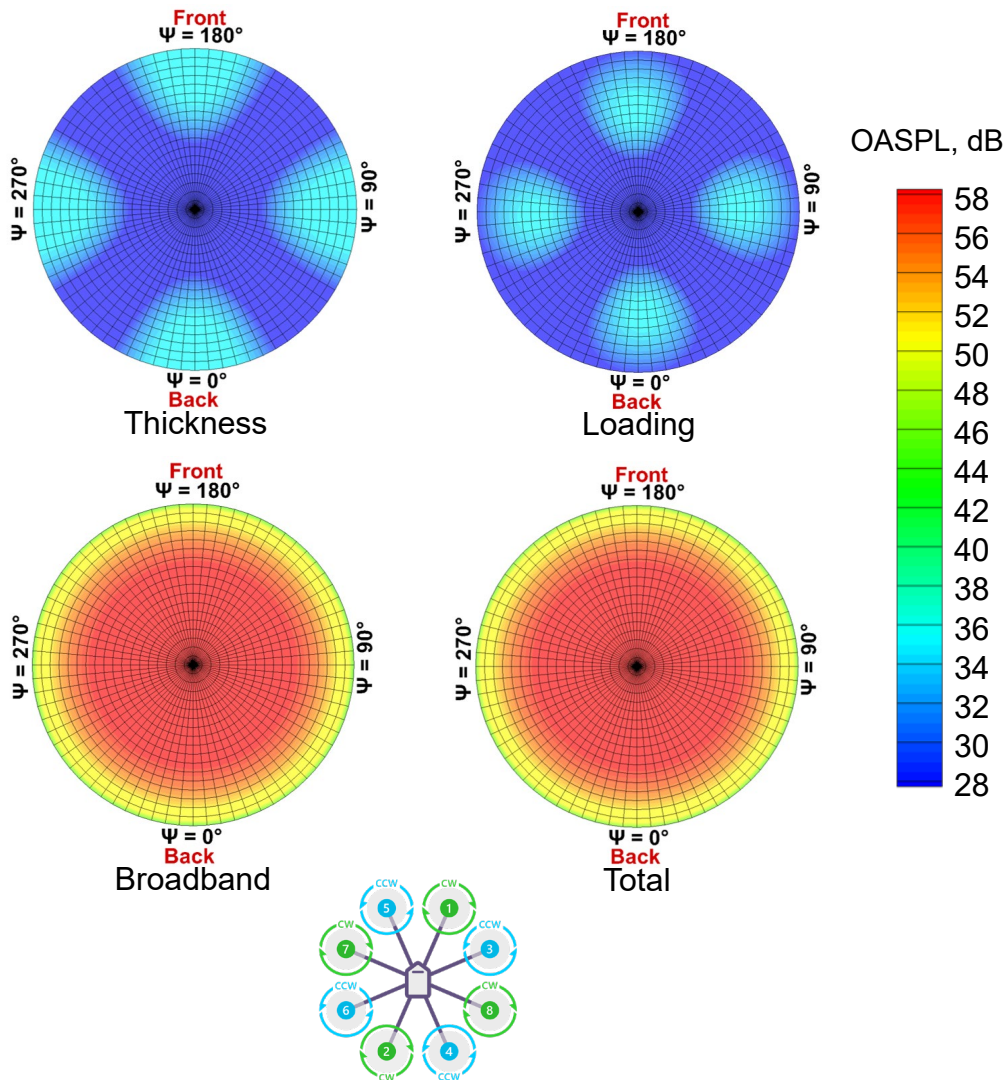 Front
Ψ = 180°
Ψ = 270°
Ψ = 90°
Ψ = 0°
Back
Thickness
Front
Ψ = 180°
Ψ = 270°
Ψ = 90°
Ψ = 0°
Back
Loading
OASPL, dB
58
56
54
52
50
48
46
44
42
40
38
36
34
32
30
28
Front
Ψ = 180°
Ψ = 270°
Ψ = 90°
Ψ = 0°
Back
Broadband
Front
Ψ = 180°
Ψ = 270°
Ψ = 90°
Ψ = 0°
Back
Total
CCW
5
CW
1
CW
7
CCW
3
CCW
6
CW
8
2
CW
4
CCW